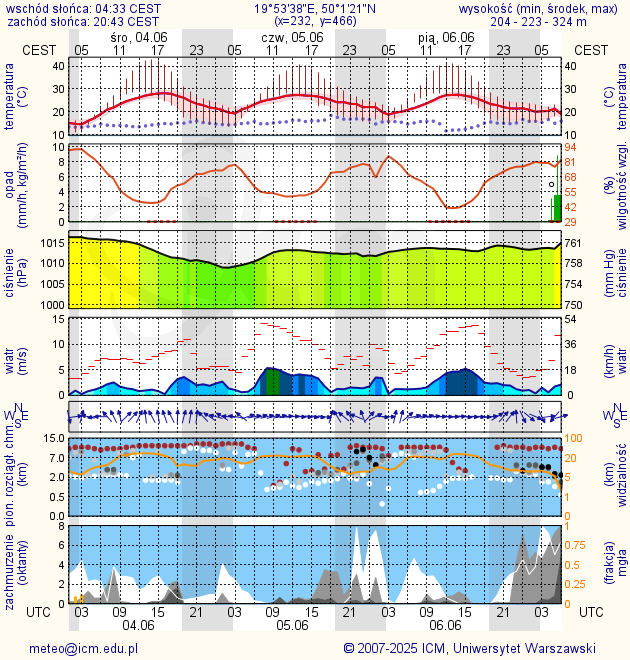 wschód słońca: 04:33 CEST 19°53'38"E, 50°1'21"N wysokość (min, środek, max)
zachód słońca: 20:43 CEST (x=232, y=466) 204 - 223 - 324 m
śro, 04.06 czw, 05.06 pią, 06.06
CEST 05 11 17 23 05 11 17 23 05 11 17 23 05 CEST
temperatura (°C)
40 30 20 10
40 30 20 10
temperatura (°C)
opad (mm/h, kg/m²/h)
10 8 6 4 2 0
94 81 68 55 42 29
(%) wilgotność wzgl.
ciśnienie (hPa)
1015 1010 1005 1000
761 758 754 750
(mm Hg) ciśnienie
wiatr (m/s)
15 10 5 0
54 36 18 0
(km/h) wiatr
N W E S
N W E S
pion. rozciągł. chm. (km)
15.0 7.0 2.0 0.5 0.0
100 20 5 1 0
(km) widzialność
zachmurzenie (oktanty)
8 6 4 2 0
1 0.75 0.5 0.25 0
(frakcja) mgła
UTC 03 09 15 21 03 09 15 21 03 09 15 21 03 UTC
04.06 05.06 06.06
meteo@icm.edu.pl © 2007-2025 ICM, Uniwersytet Warszawski